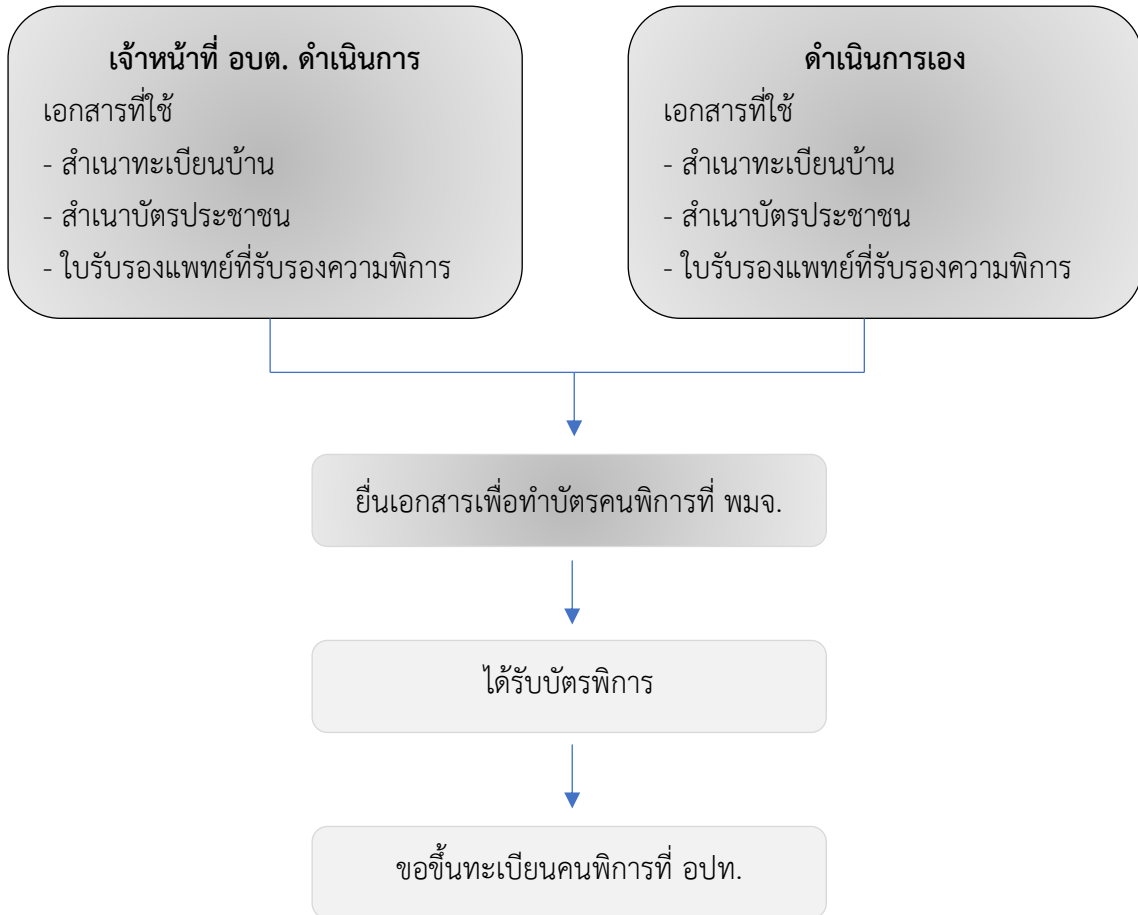 เจ้าหน้าที่ อบต. ดำเนินการ
เอกสารที่ใช้
- สำเนาทะเบียนบ้าน
- สำเนาบัตรประชาชน
- ใบรับรองแพทย์ที่รับรองความพิการ
ดำเนินการเอง
เอกสารที่ใช้
- สำเนาทะเบียนบ้าน
- สำเนาบัตรประชาชน
- ใบรับรองแพทย์ที่รับรองความพิการ
ยื่นเอกสารเพื่อทำบัตรคนพิการที่ พมจ.
ได้รับบัตรพิการ
ขอขึ้นทะเบียนคนพิการที่ อปท.